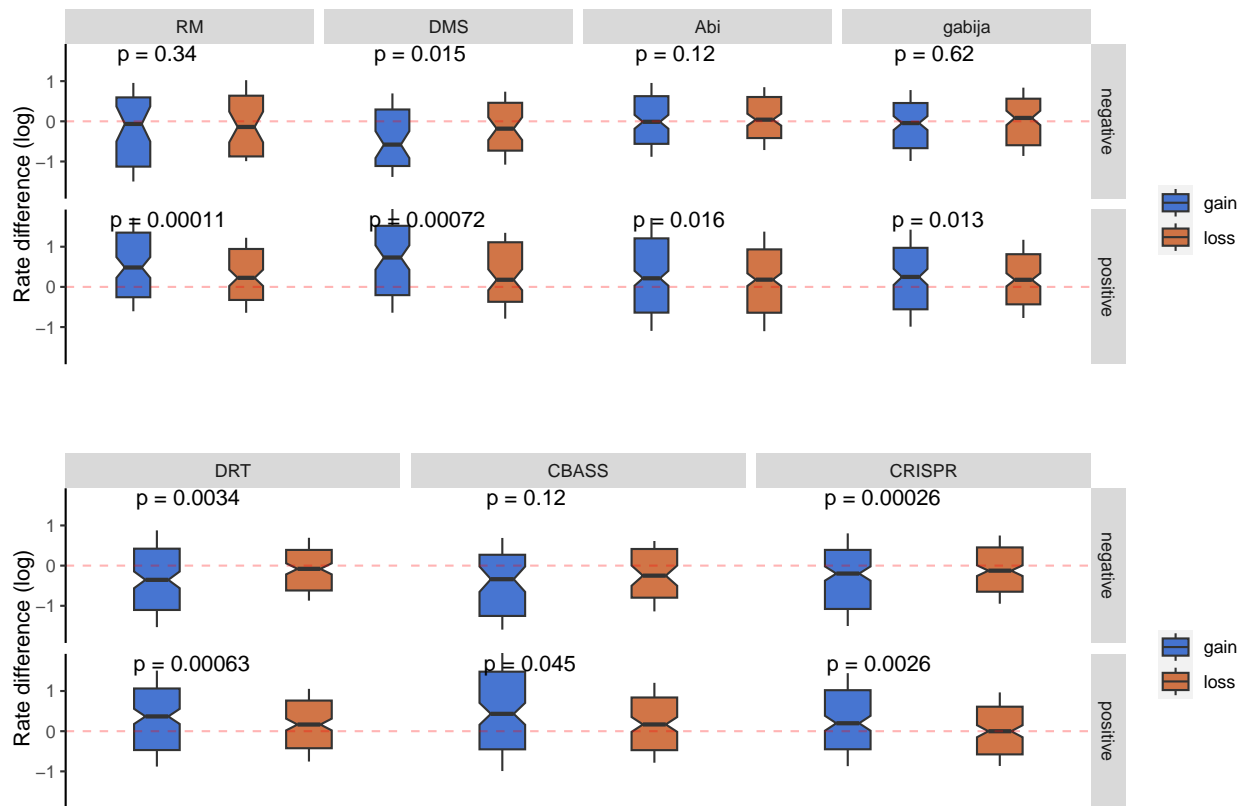 RM DMS Abi gabija
p = 0.34 p = 0.015 p = 0.12 p = 0.62
1
0
−1
negative
p = 0.00011 p = 0.00072 p = 0.016 p = 0.013
1
0
−1
positive
Rate difference (log)
gain
loss
DRT CBASS CRISPR
p = 0.0034 p = 0.12 p = 0.00026
1
0
−1
negative
p = 0.00063 p = 0.045 p = 0.0026
1
0
−1
positive
Rate difference (log)
gain
loss